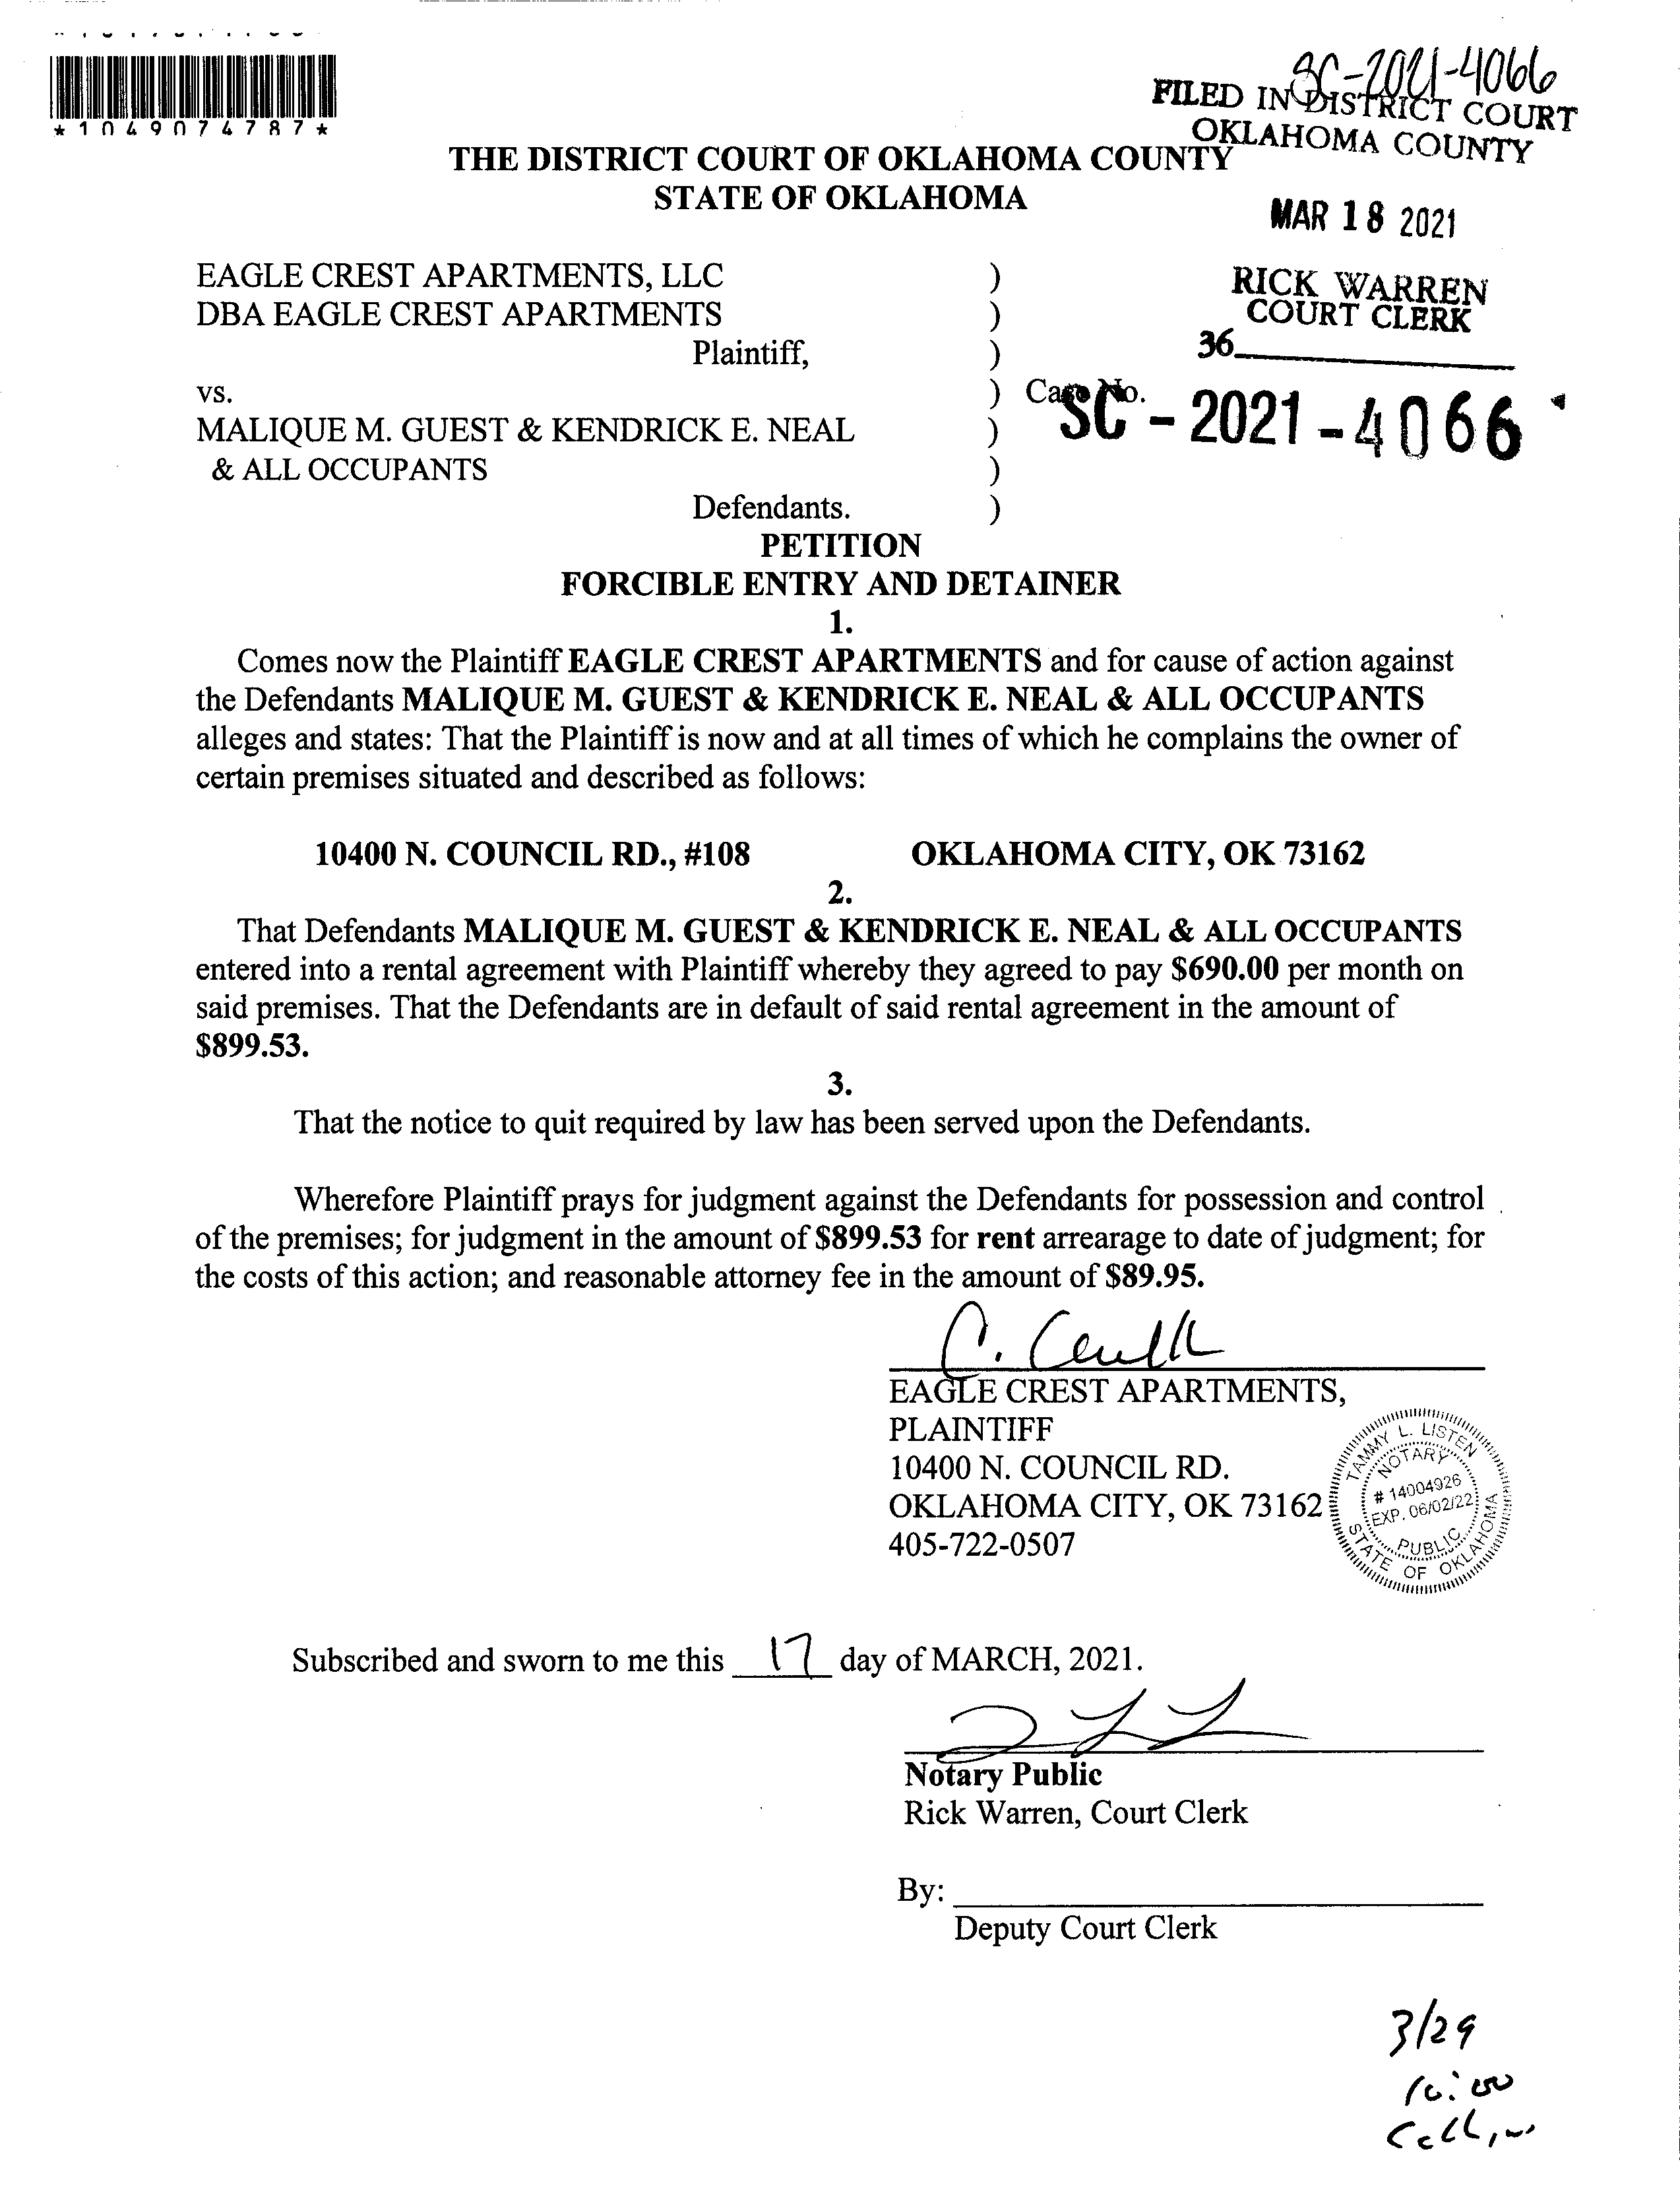 *1049074787*
SC-2021-4066
FILED IN DISTRICT COURT
OKLAHOMA COUNTY
THE DISTRICT COURT OF OKLAHOMA COUNTY
STATE OF OKLAHOMA
MAR 18 2021
RICK WARREN
COURT CLERK
36
EAGLE CREST APARTMENTS, LLC )
DBA EAGLE CREST APARTMENTS )
Plaintiff, )
vs. ) Case No.
SC-2021-4066
MALIQUE M. GUEST & KENDRICK E. NEAL )
& ALL OCCUPANTS )
Defendants. )
PETITION
FORCIBLE ENTRY AND DETAINER
1.
Comes now the Plaintiff EAGLE CREST APARTMENTS and for cause of action against
the Defendants MALIQUE M. GUEST & KENDRICK E. NEAL & ALL OCCUPANTS
alleges and states: That the Plaintiff is now and at all times of which he complains the owner of
certain premises situated and described as follows:
10400 N. COUNCIL RD., #108 OKLAHOMA CITY, OK 73162
2.
That Defendants MALIQUE M. GUEST & KENDRICK E. NEAL & ALL OCCUPANTS
entered into a rental agreement with Plaintiff whereby they agreed to pay $690.00 per month on
said premises. That the Defendants are in default of said rental agreement in the amount of
$899.53.
3.
That the notice to quit required by law has been served upon the Defendants.
Wherefore Plaintiff prays for judgment against the Defendants for possession and control
of the premises; for judgment in the amount of $899.53 for rent arrearage to date of judgment; for
the costs of this action; and reasonable attorney fee in the amount of $89.95.
C.
EAGLE CREST APARTMENTS,
PLAINTIFF
10400 N. COUNCIL RD.
OKLAHOMA CITY, OK 73162
405-722-0507
TAMMY L. LISTEN
NOTARY
# 14004926
EXP. 06/02/22
PUBLIC
STATE OF OKLAHOMA
Subscribed and sworn to me this 17 day of MARCH, 2021.
Notary Public
Rick Warren, Court Clerk
By:
Deputy Court Clerk
3/29
10:00